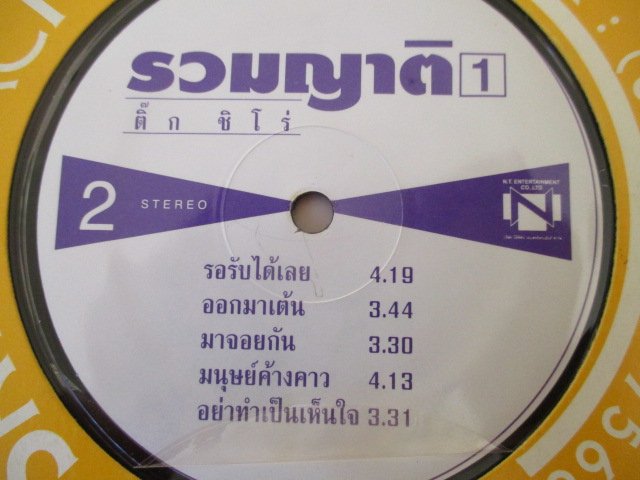 รวมญาติ 1
ติ๊ก ชิโร่
2 STEREO
N.T. ENTERTAINMENT
CO.,LTD
N
รอรับได้เลย 4.19
ออกมาเต้น 3.44
มาจอยกัน 3.30
มนุษย์ค้างคาว 4.13
อย่าทำเป็นเห็นใจ 3.31